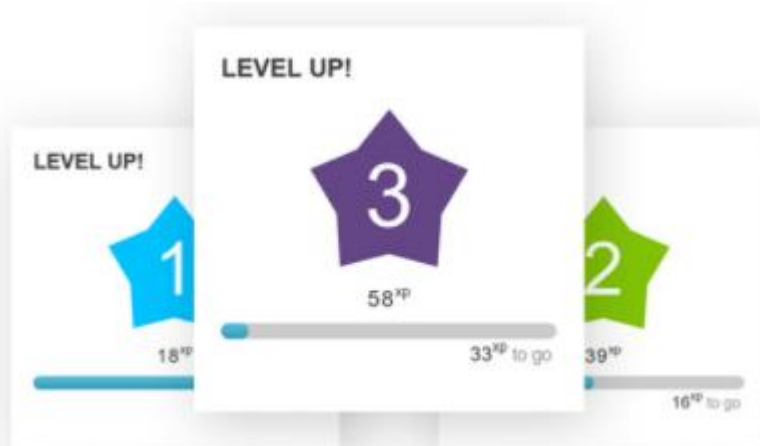 LEVEL UP!
3
58xp
33xp to go
LEVEL UP!
1
18xp
2
39xp
16xp to go